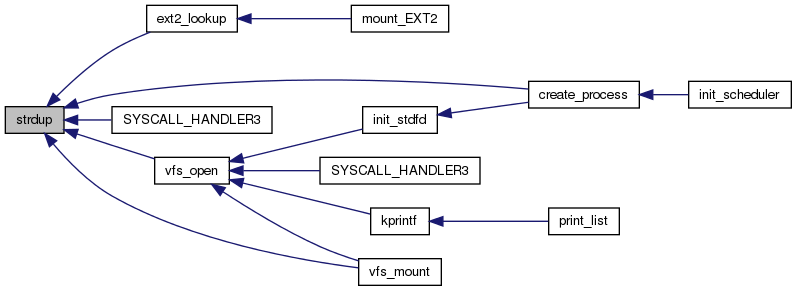 ext2_lookup
mount_EXT2
create_process
init_scheduler
strdup
SYSCALL_HANDLER3
init_stdfd
vfs_open
SYSCALL_HANDLER3
kprintf
print_list
vfs_mount